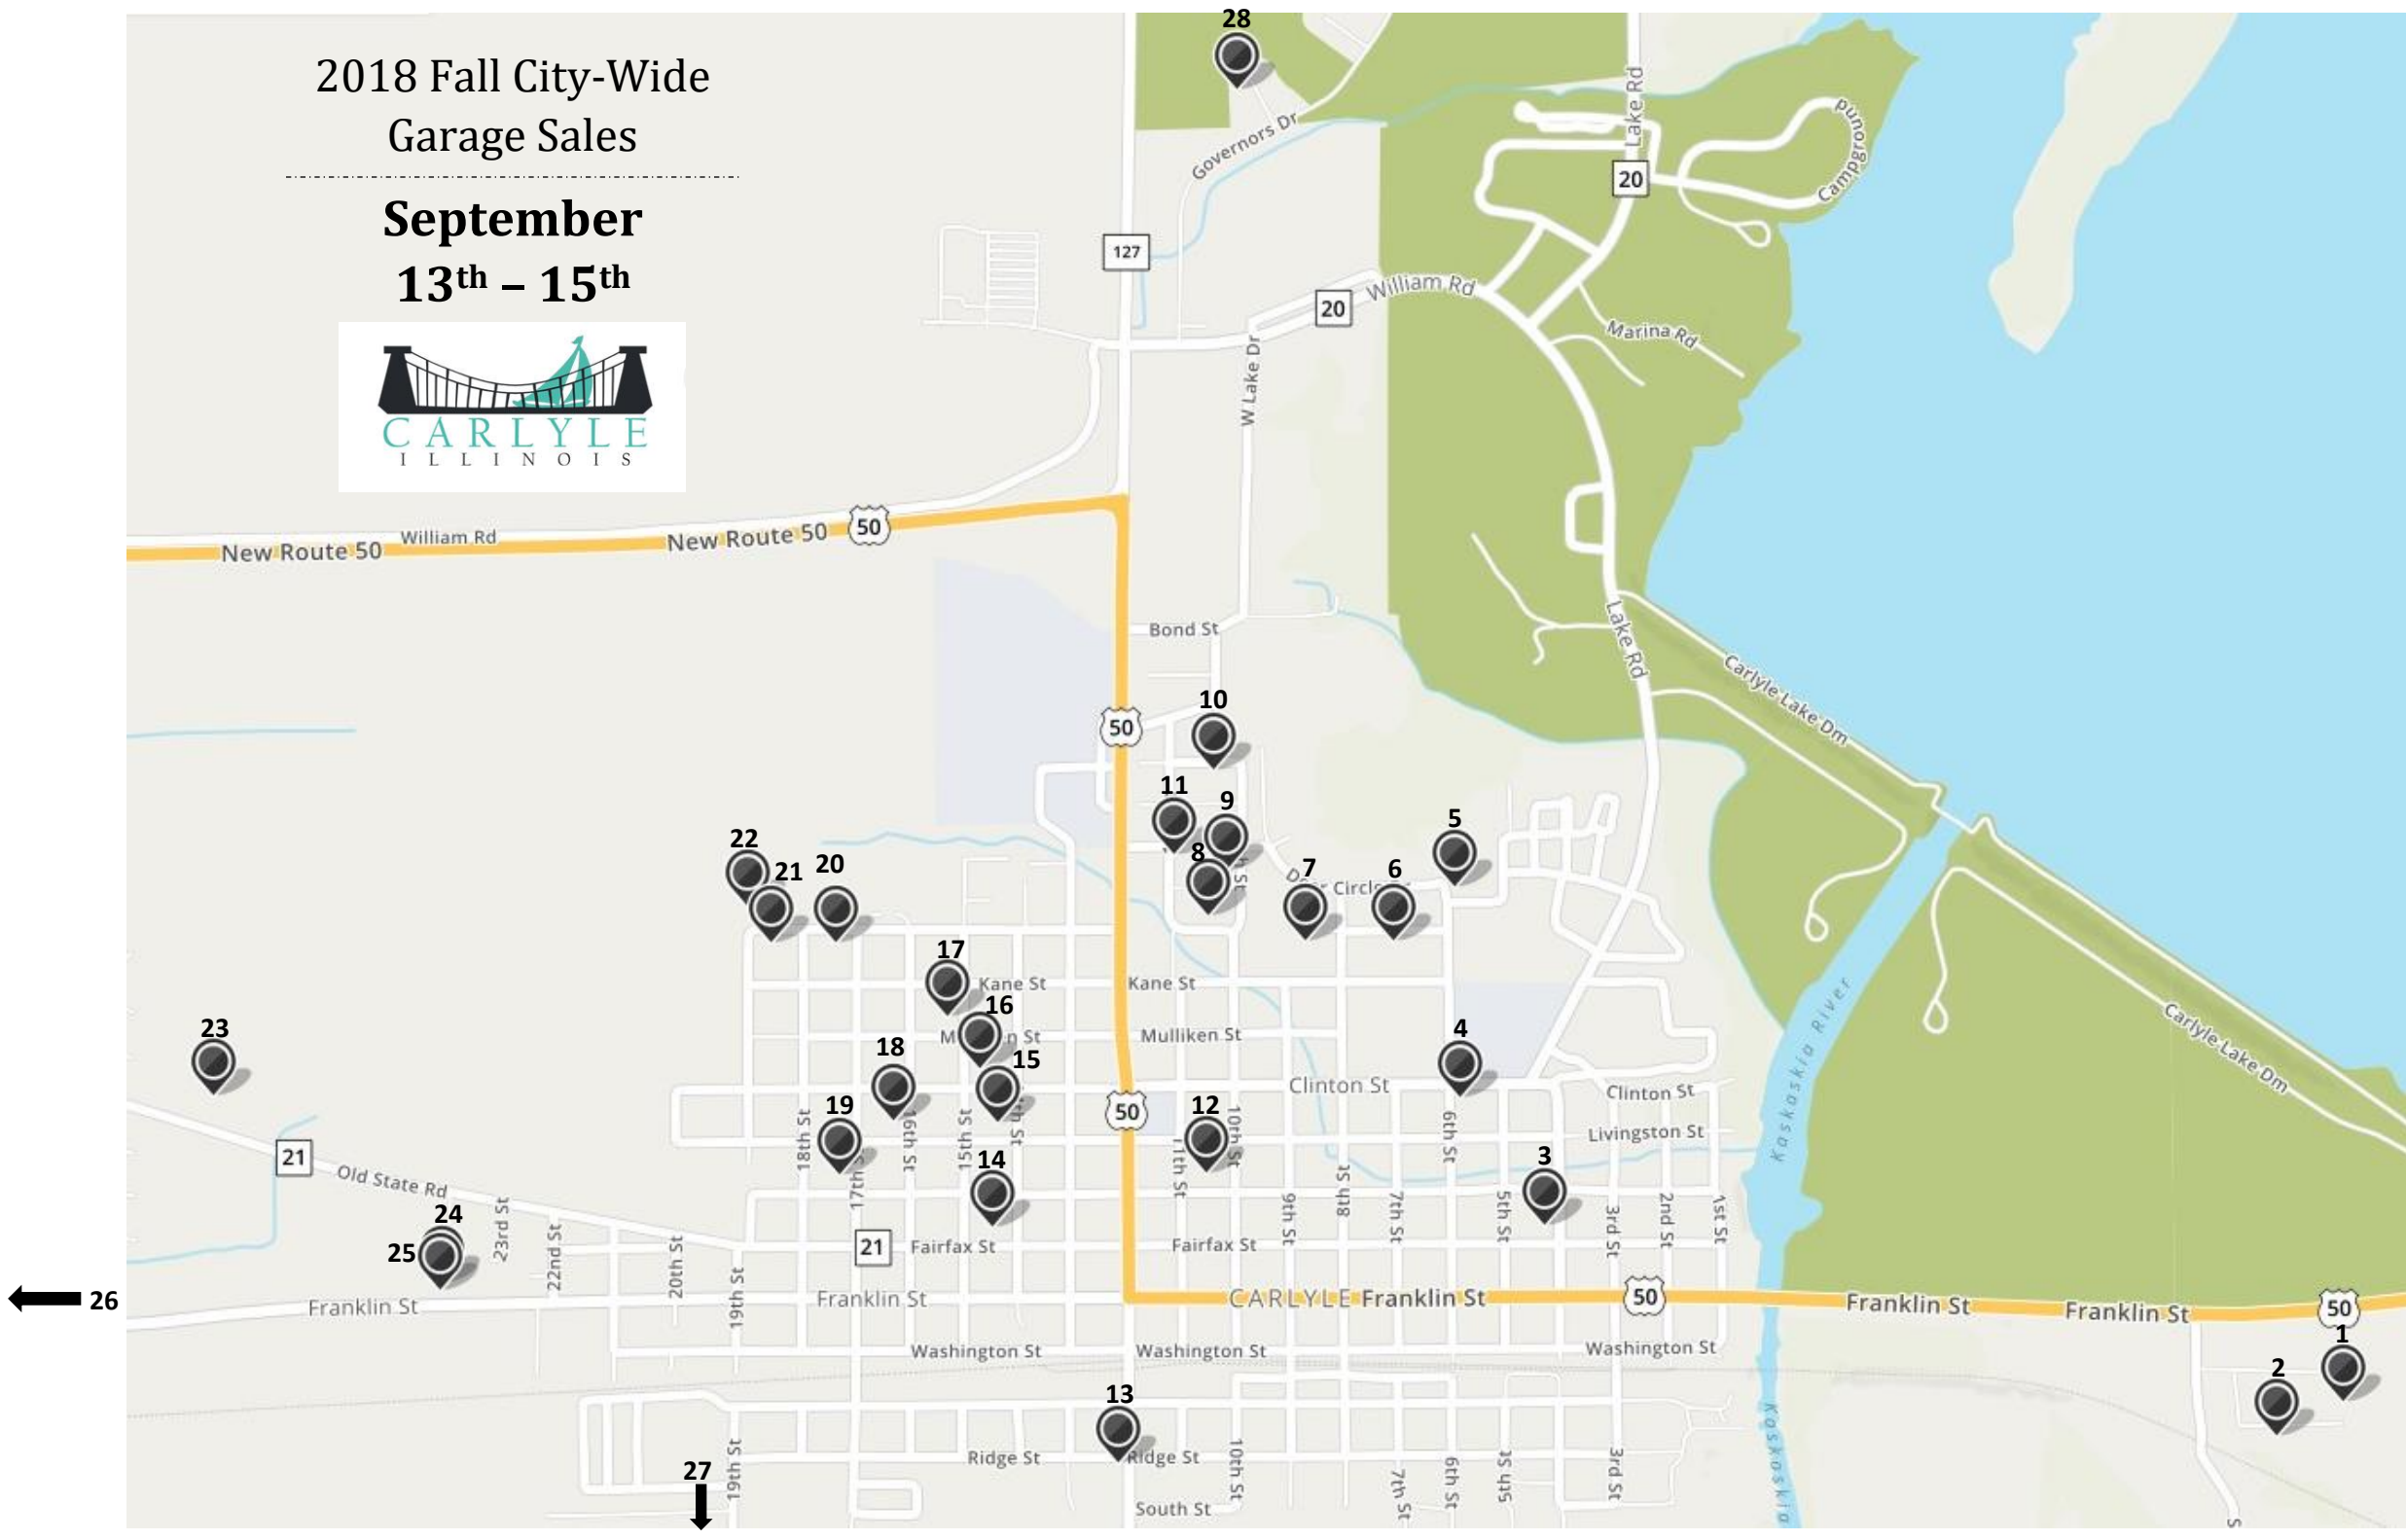 2018 Fall City-Wide
Garage Sales
September
13th – 15th
CARLYLE
ILLINOIS
28
Governors Dr
Lake Rd
Campground
20
127
20
William Rd
Marina Rd
W Lake Dr
New Route 50
William Rd
New Route 50
50
Bond St
Lake Rd
Carlyle Lake Dm
50
10
11
9
8
5
7
6
Circle
22
21
20
17
Kane St
Kane St
16
Mulliken St
23
18
15
4
Clinton St
Clinton St
Kaskaskia River
Carlyle Lake Dm
19
50
12
10th St
Livingston St
18th St
16th St
15th St
6th St
21
Old State Rd
17th
14
11th St
3
24
25
23rd St
22nd St
20th St
19th St
21
Fairfax St
Fairfax St
9th St
8th St
7th St
5th St
3rd St
2nd St
1st St
26
Franklin St
Franklin St
CARLYLE
Franklin St
50
Franklin St
Franklin St
50
Washington St
Washington St
Washington St
1
2
13
27
19th St
Ridge St
Ridge St
10th St
7th St
6th St
5th St
3rd St
South St
Kaskaskia
S